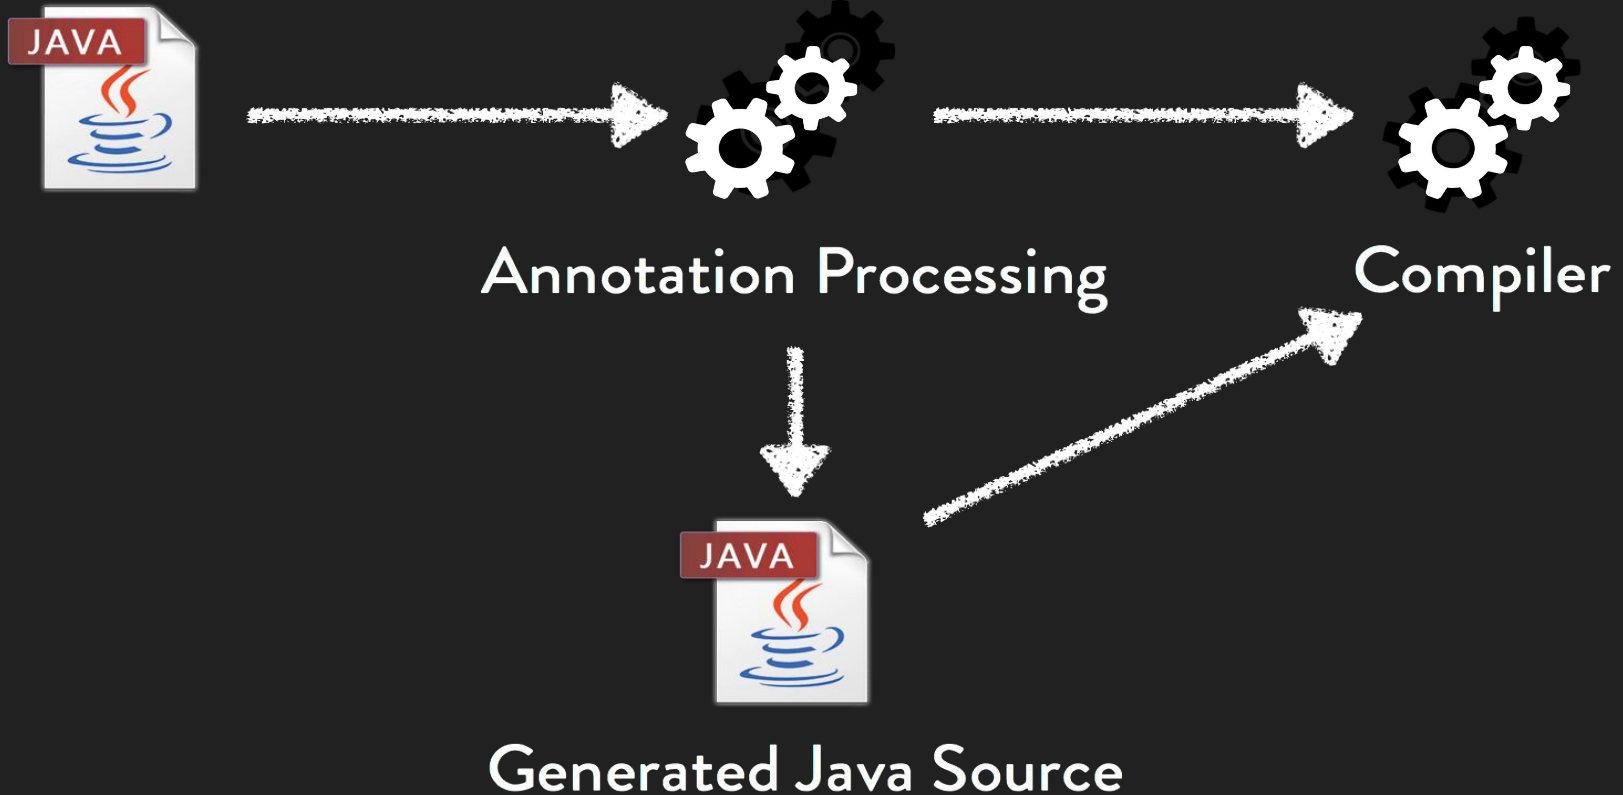 JAVA
Annotation Processing
Compiler
JAVA
Generated Java Source